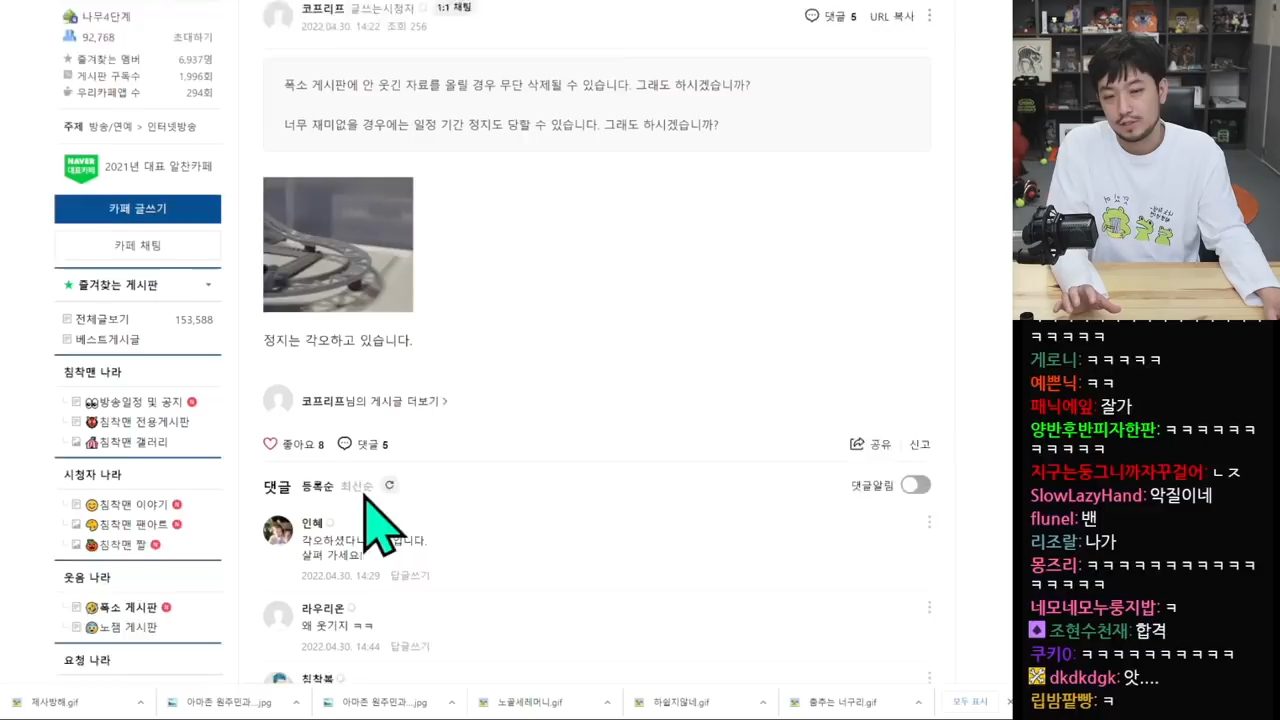 나무4단계
92,768 초대하기
즐겨찾는 멤버 6,937명
게시판 구독수 1,996회
우리카페앱 수 294회
주제 방송/연예 > 인터넷방송
NAVER 대표카페 2021년 대표 알찬카페
카페 글쓰기
카페 채팅
즐겨찾는 게시판
전체글보기 153,588
베스트게시글
침착맨 나라
방송일정 및 공지
침착맨 전용게시판
침착맨 갤러리
시청자 나라
침착맨 이야기
침착맨 팬아트
침착맨 짤
웃음 나라
폭소 게시판
노잼 게시판
요청 나라
코프리프 글쓰는시청자 1:1 채팅
2022.04.30. 14:22 조회 256
댓글 5 URL 복사
폭소 게시판에 안 웃긴 자료를 올릴 경우 무단 삭제될 수 있습니다. 그래도 하시겠습니까?
너무 재미없을 경우에는 일정 기간 정지도 당할 수 있습니다. 그래도 하시겠습니까?
정지는 각오하고 있습니다.
코프리프님의 게시글 더보기 >
좋아요 8 댓글 5
공유 신고
댓글 등록순 최신순
댓글알림
인혜
각오하셨다니 입니다.
살펴 가세요!
2022.04.30. 14:29 답글쓰기
라우리온
왜 웃기지 ㅋㅋ
2022.04.30. 14:44 답글쓰기
침착복
ㅋㅋㅋㅋㅋ
게로니: ㅋㅋㅋㅋㅋ
예쁜닉: ㅋㅋ
패닉에잎: 잘가
양반후반피자한판: ㅋㅋㅋㅋㅋㅋ
ㅋㅋㅋㅋㅋ
지구는둥그니까자꾸걸어: ㄴㅈ
SlowLazyHand: 악질이네
flunel: 밴
리조랄: 나가
몽즈리: ㅋㅋㅋㅋㅋㅋㅋㅋㅋㅋㅋ
ㅋㅋㅋㅋㅋ
네모네모누룽지밥: ㅋ
조현수천재: 합격
쿠키0: ㅋㅋㅋㅋㅋㅋㅋㅋㅋㅋ
dkdkdgk: 앗....
립밤팥빵: ㅋ
제사방해.gif
아마존 원주민과....jpg
아마존 원주민과....jpg
노골세레머니.gif
하쉴지않네.gif
충주 너구리.gif
모두 표시